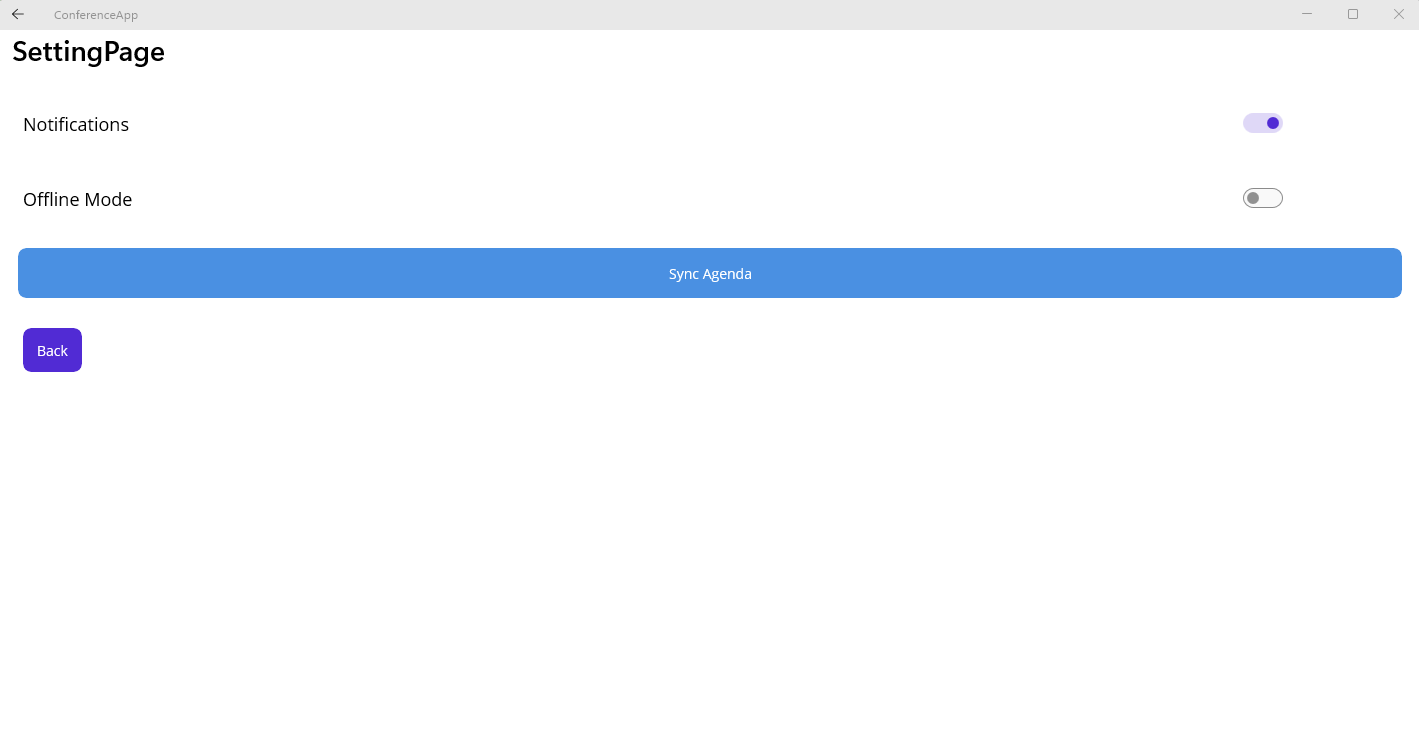 ConferenceApp
SettingPage
Notifications
Offline Mode
Sync Agenda
Back